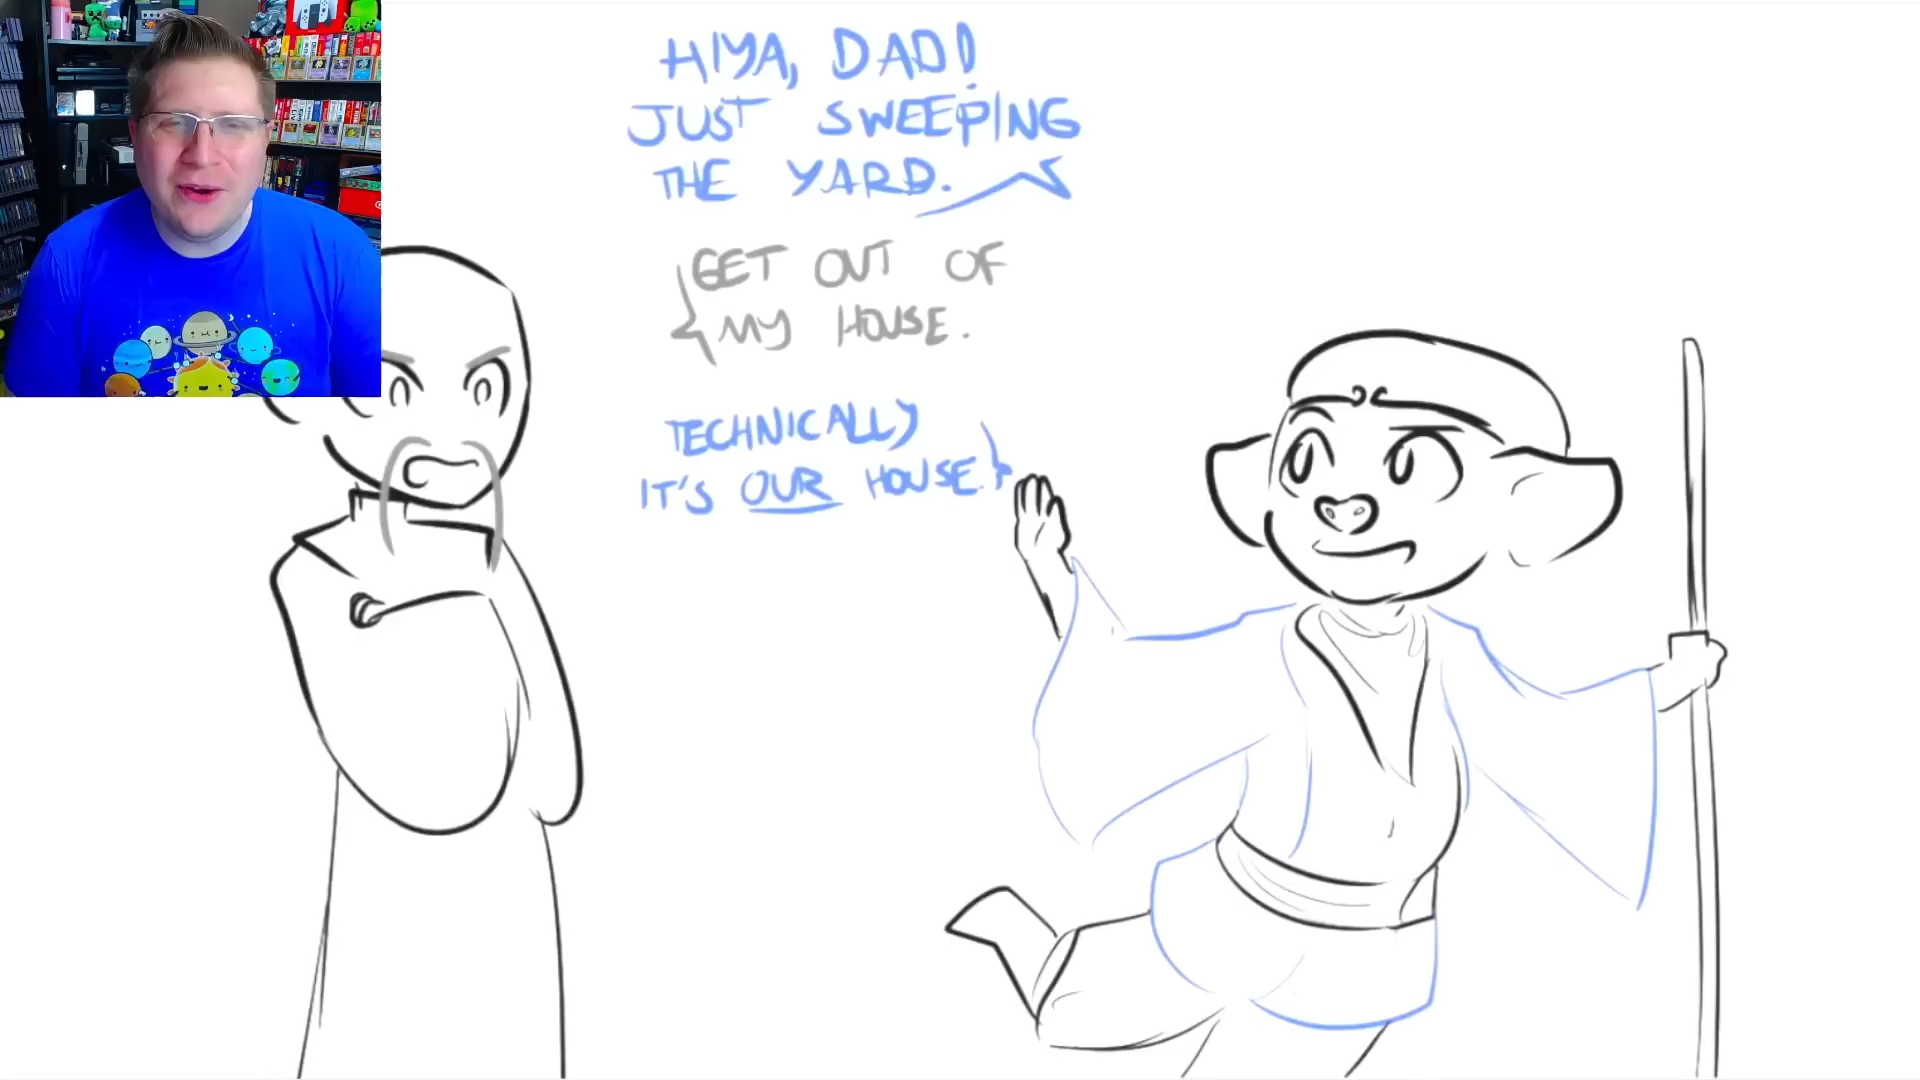 HIYA, DAD!
JUST SWEEPING
THE YARD.
GET OUT OF
MY HOUSE.
TECHNICALLY
IT'S OUR HOUSE.